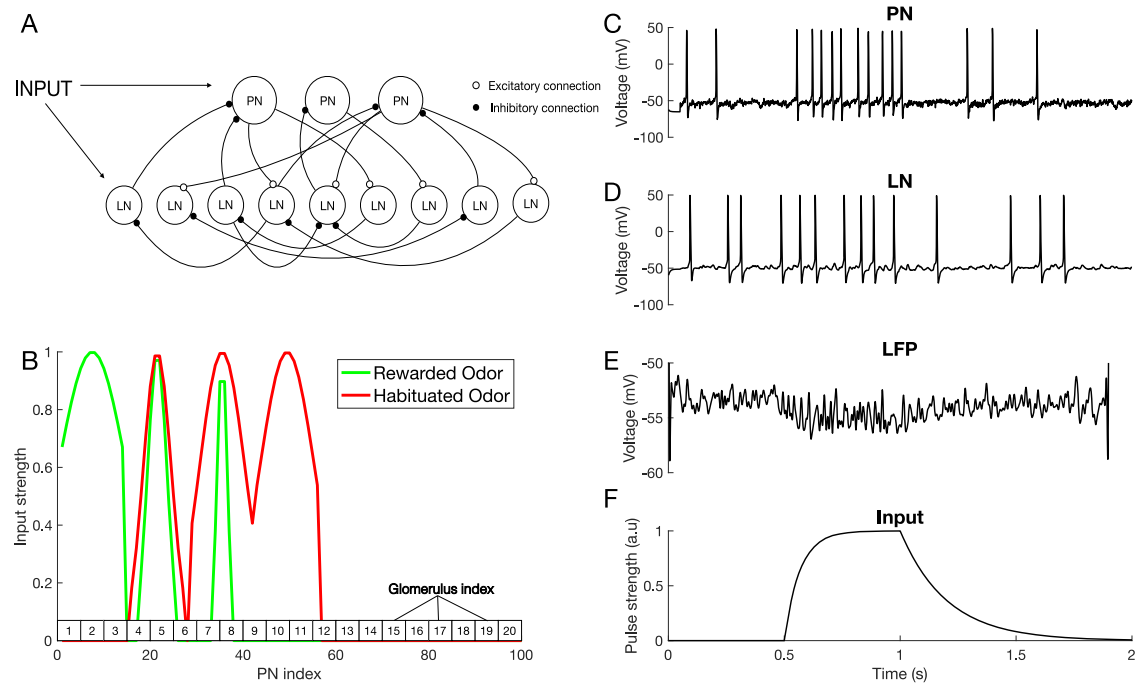 A
INPUT
PN
PN
PN
Excitatory connection
Inhibitory connection
LN
LN
LN
LN
LN
LN
LN
LN
LN
B
Input strength
1
0.8
0.6
0.4
0.2
0
Rewarded Odor
Habituated Odor
Glomerulus index
1 2 3 4 5 6 7 8 9 10 11 12 13 14 15 16 17 18 19 20
0 20 40 60 80 100
PN index
C
PN
Voltage (mV)
50
0
-50
-100
D
LN
Voltage (mV)
50
0
-50
-100
E
LFP
Voltage (mV)
-50
-55
-60
F
Input
Pulse strength (a.u)
1
0.5
0
0 0.5 1 1.5 2
Time (s)